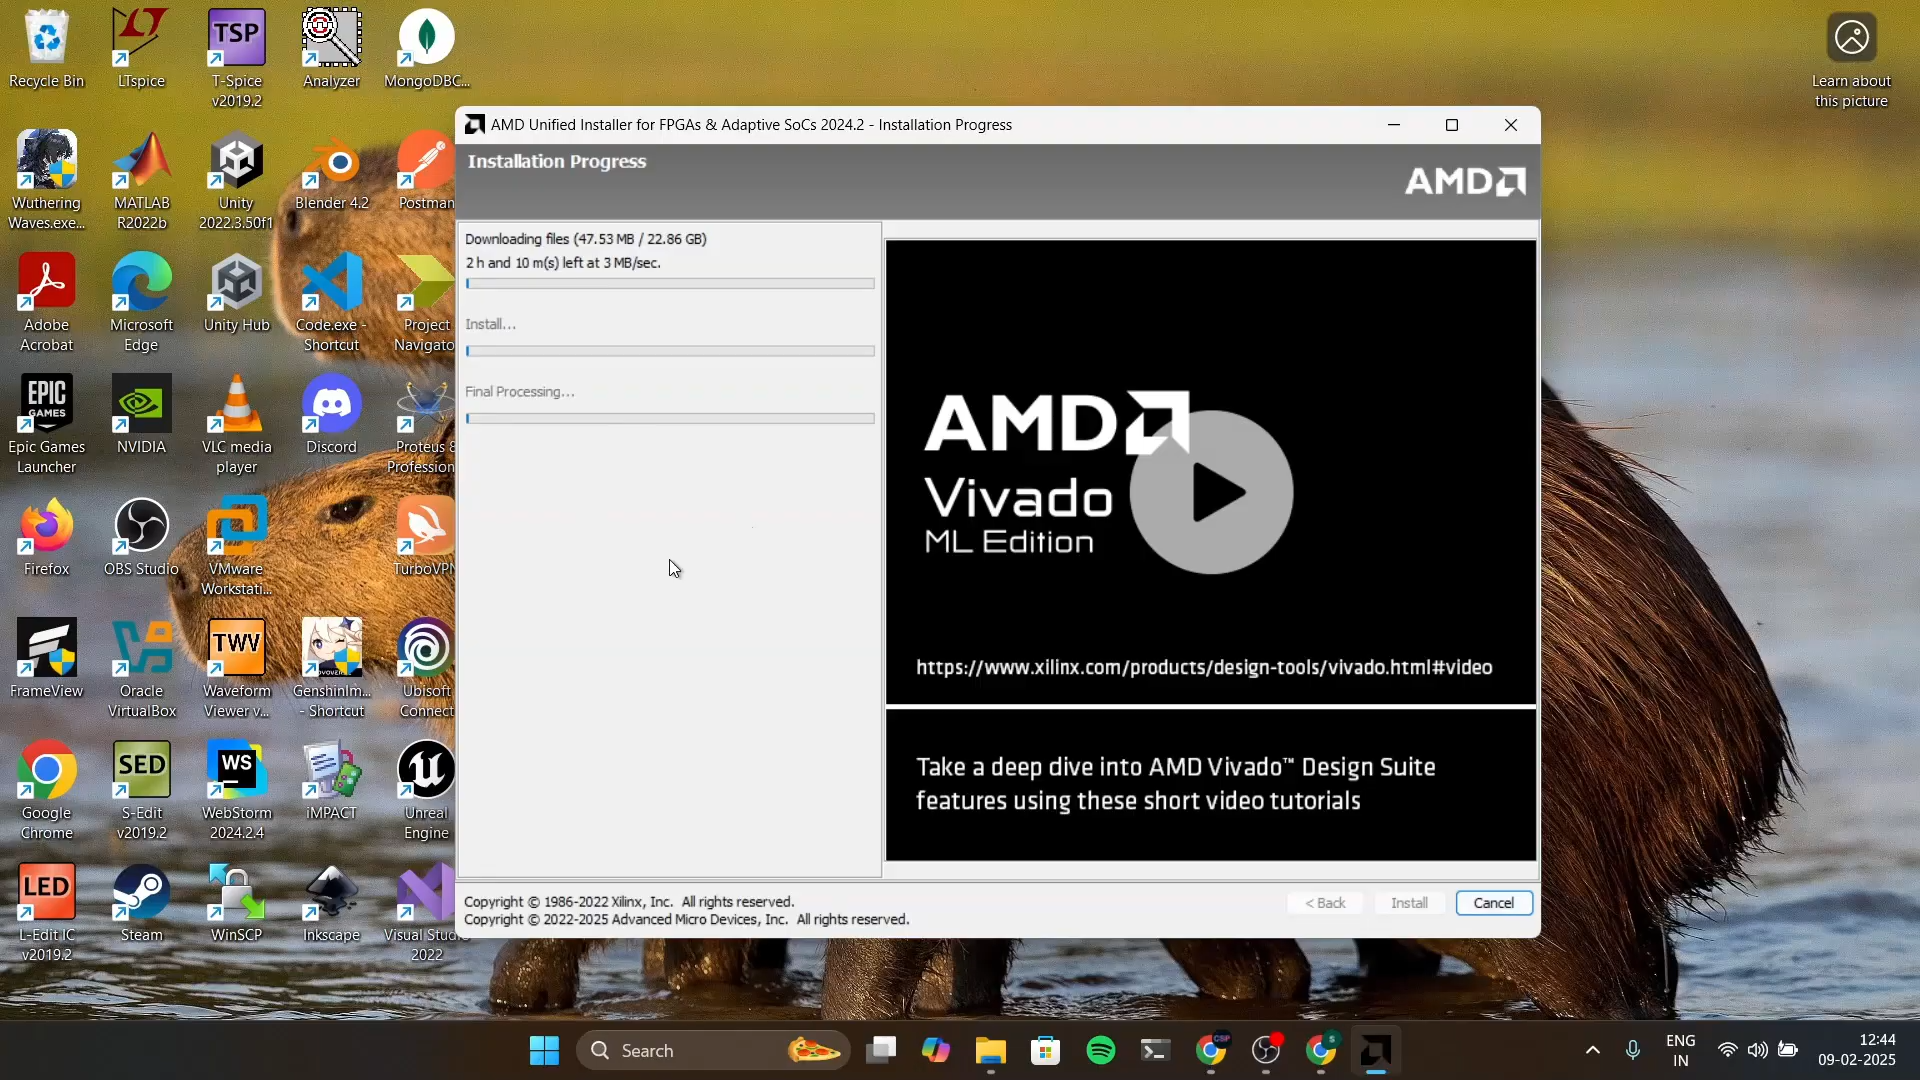 Recycle Bin
LTspice
TSP
T-Spice
v2019.2
Analyzer
MongoDBC...
Learn about
this picture
Wuthering
Waves.exe...
MATLAB
R2022b
Unity
2022.3.50f1
Blender 4.2
Postman
Adobe
Acrobat
Microsoft
Edge
Unity Hub
Code.exe -
Shortcut
Project
Navigato
EPIC
GAMES
Epic Games
Launcher
NVIDIA
VLC media
player
Discord
Proteus 8
Profession
Firefox
OBS Studio
VMware
Workstati...
TurboVPN
FrameView
Oracle
VirtualBox
TWV
Waveform
Viewer v...
GenshinIm...
- Shortcut
Ubisoft
Connect
Google
Chrome
SED
S-Edit
v2019.2
WS
WebStorm
2024.2.4
iMPACT
Unreal
Engine
LED
L-Edit IC
v2019.2
Steam
WinSCP
Inkscape
Visual Studio
2022
AMD Unified Installer for FPGAs & Adaptive SoCs 2024.2 - Installation Progress
Installation Progress
AMD
Downloading files (47.53 MB / 22.86 GB)
2 h and 10 m(s) left at 3 MB/sec.
Install...
Final Processing...
AMD
Vivado
ML Edition
https://www.xilinx.com/products/design-tools/vivado.html#video
Take a deep dive into AMD Vivado™ Design Suite
features using these short video tutorials
Copyright © 1986-2022 Xilinx, Inc. All rights reserved.
Copyright © 2022-2025 Advanced Micro Devices, Inc. All rights reserved.
< Back
Install
Cancel
Search
CSP
S
ENG
IN
12:44
09-02-2025